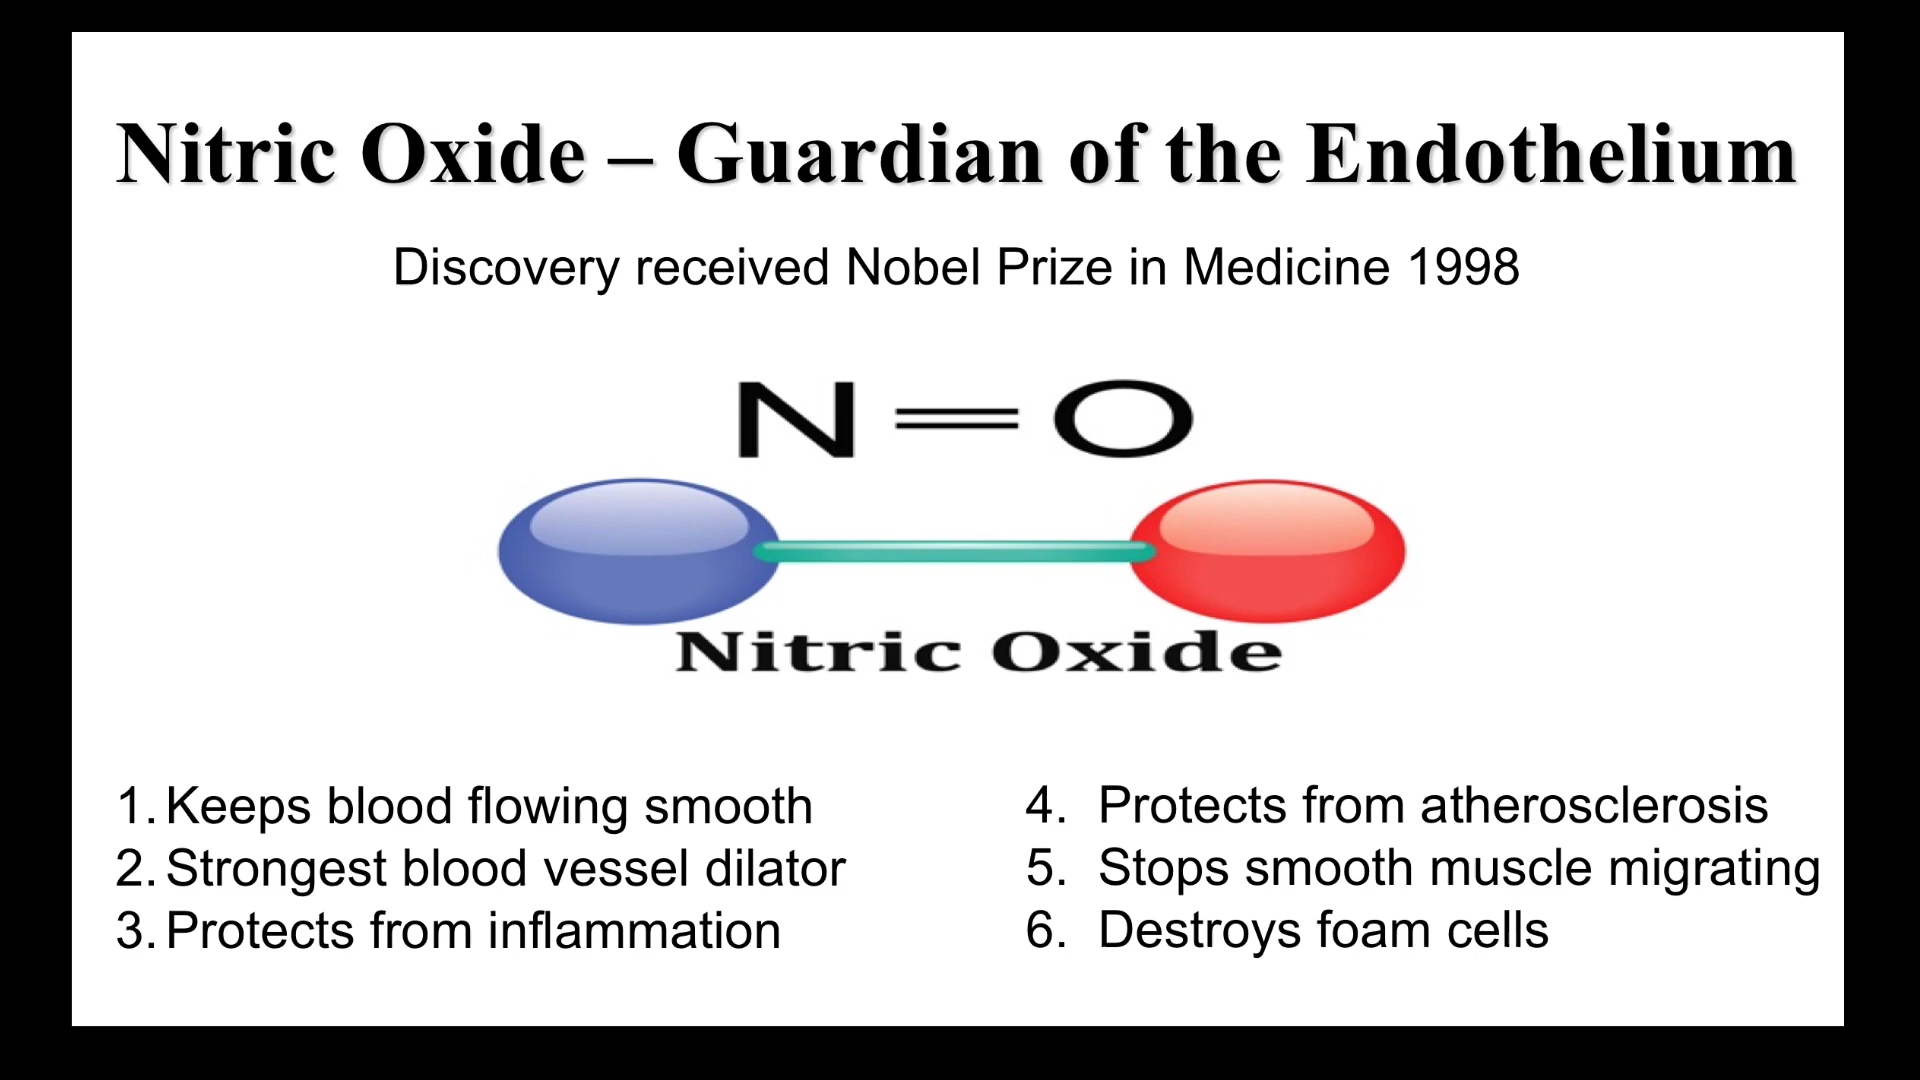 Nitric Oxide – Guardian of the Endothelium
Discovery received Nobel Prize in Medicine 1998
N=O
Nitric Oxide
1. Keeps blood flowing smooth
2. Strongest blood vessel dilator
3. Protects from inflammation
4. Protects from atherosclerosis
5. Stops smooth muscle migrating
6. Destroys foam cells